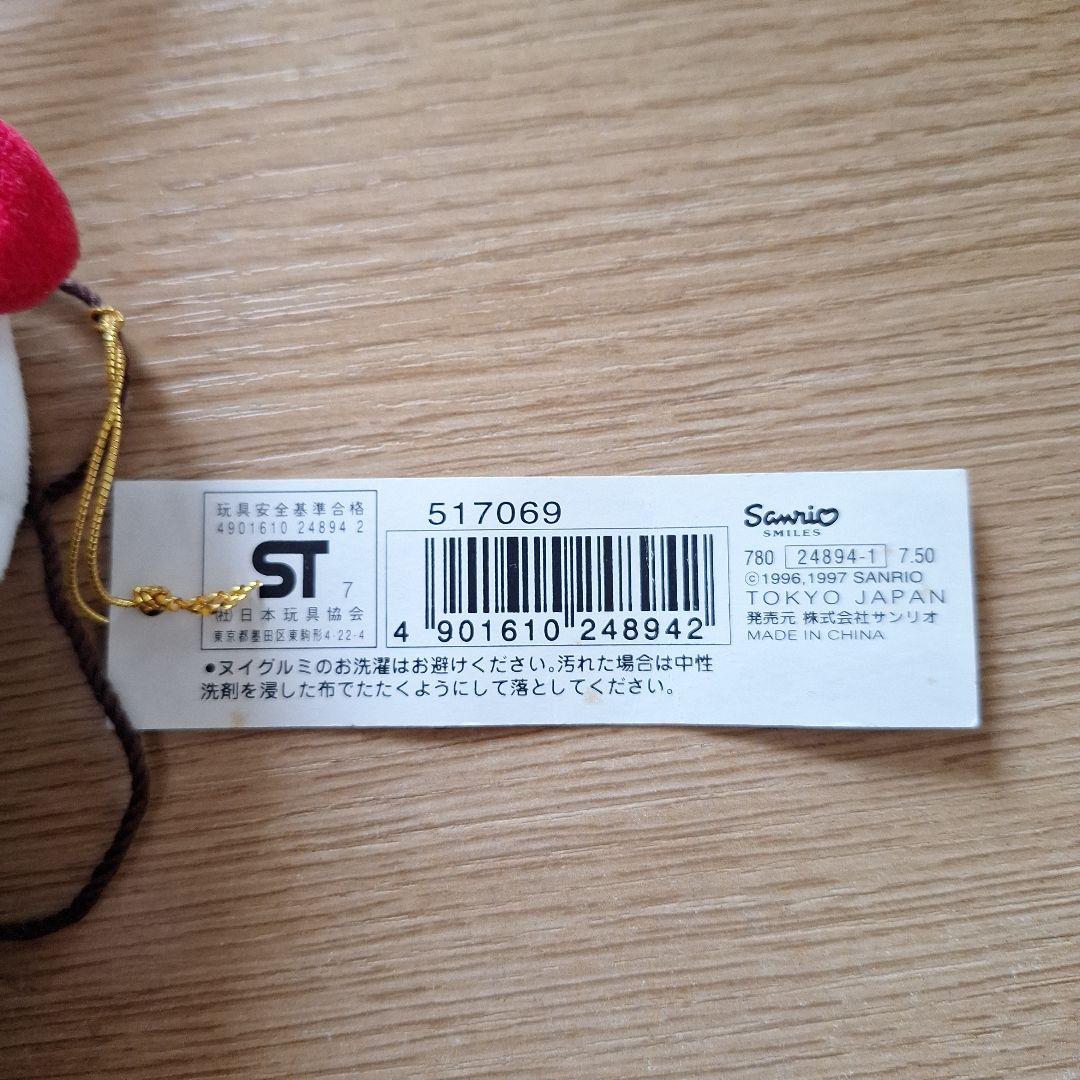 玩具安全基準合格
4901610 24894 2
ST 7
(社)日本玩具協会
東京都墨田区東駒形4-22-4
517069
4 901610 248942
Sanrio
SMILES
780 24894-1 7.50
©1996,1997 SANRIO
TOKYO JAPAN
発売元 株式会社サンリオ
MADE IN CHINA
●ヌイグルミのお洗濯はお避けください。汚れた場合は中性
洗剤を浸した布でたたくようにして落としてください。